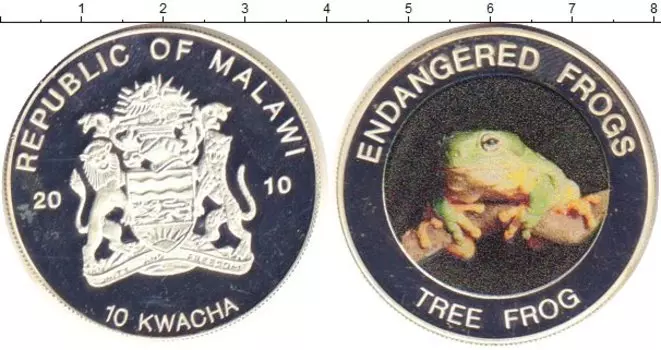 0 1 2 3 4 5 6 7 8
REPUBLIC OF MALAWI
20 10
UNITY AND FREEDOM
10 KWACHA
ENDANGERED FROGS
TREE FROG